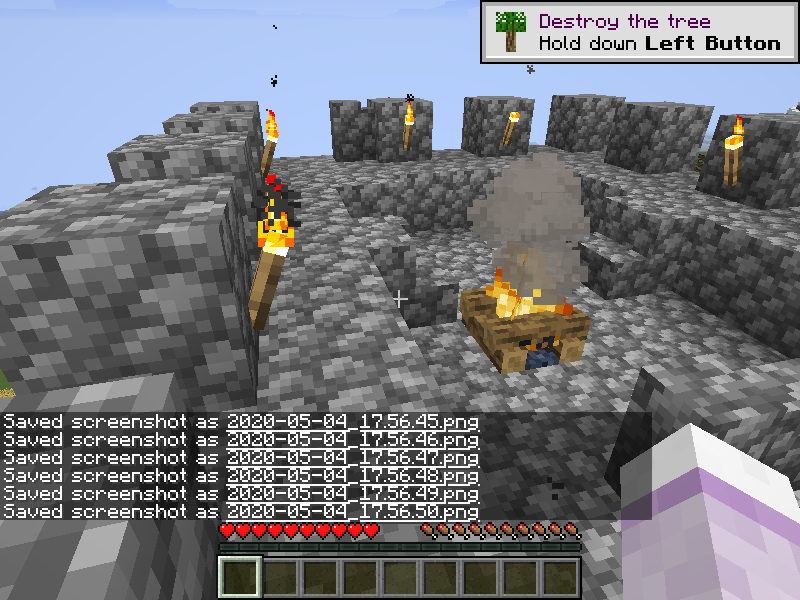 Destroy the tree
Hold down Left Button
Saved screenshot as 2020-05-04_17.56.45.png
Saved screenshot as 2020-05-04_17.56.46.png
Saved screenshot as 2020-05-04_17.56.47.png
Saved screenshot as 2020-05-04_17.56.48.png
Saved screenshot as 2020-05-04_17.56.49.png
Saved screenshot as 2020-05-04_17.56.50.png